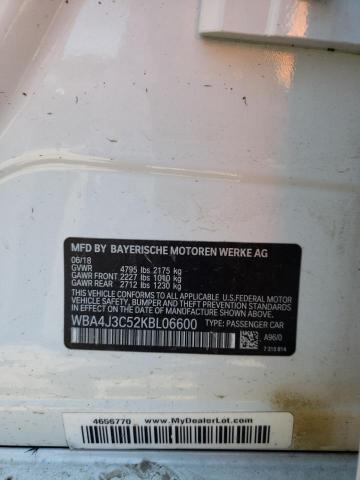 MFD BY BAYERISCHE MOTOREN WERKE AG
06/18
GVWR 4795 lbs 2175 kg
GAWR FRONT 2227 lbs 1010 kg
GAWR REAR 2712 lbs 1230 kg
THIS VEHICLE CONFORMS TO ALL APPLICABLE U.S.FEDERAL MOTOR
VEHICLE SAFETY, BUMPER, AND THEFT PREVENTION STANDARDS
IN EFFECT ON THE DATE OF MANUFACTURE SHOWN ABOVE.
WBA4J3C52KBL06600 TYPE: PASSENGER CAR
A96/0
7 310 814
4656770 www.MyDealerLot.com